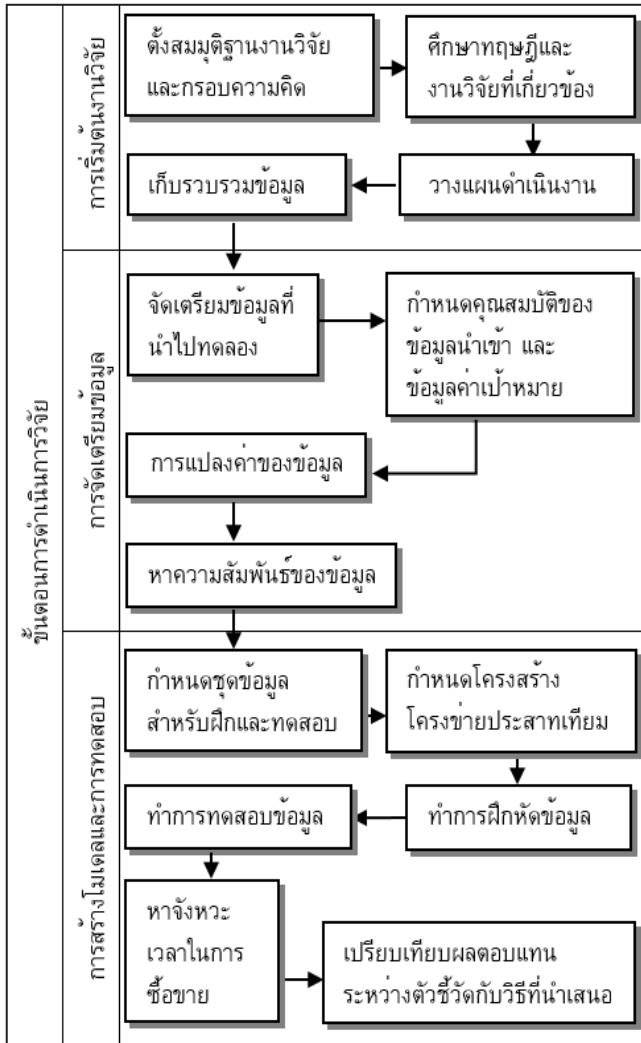 ขั้นตอนการดำเนินการวิจัย
การเริ่มต้นงานวิจัย
ตั้งสมมุติฐานงานวิจัย
และกรอบความคิด
ศึกษาทฤษฎีและ
งานวิจัยที่เกี่ยวข้อง
วางแผนดำเนินงาน
เก็บรวบรวมข้อมูล
การจัดเตรียมข้อมูล
จัดเตรียมข้อมูลที่
นำไปทดลอง
กำหนดคุณสมบัติของ
ข้อมูลนำเข้า และ
ข้อมูลค่าเป้าหมาย
การแปลงค่าของข้อมูล
หาความสัมพันธ์ของข้อมูล
การสร้างโมเดลและการทดสอบ
กำหนดชุดข้อมูล
สำหรับฝึกและทดสอบ
กำหนดโครงสร้าง
โครงข่ายประสาทเทียม
ทำการฝึกหัดข้อมูล
ทำการทดสอบข้อมูล
หาจังหวะ
เวลาในการ
ซื้อขาย
เปรียบเทียบผลตอบแทน
ระหว่างตัวชี้วัดกับวิธีที่นำเสนอ